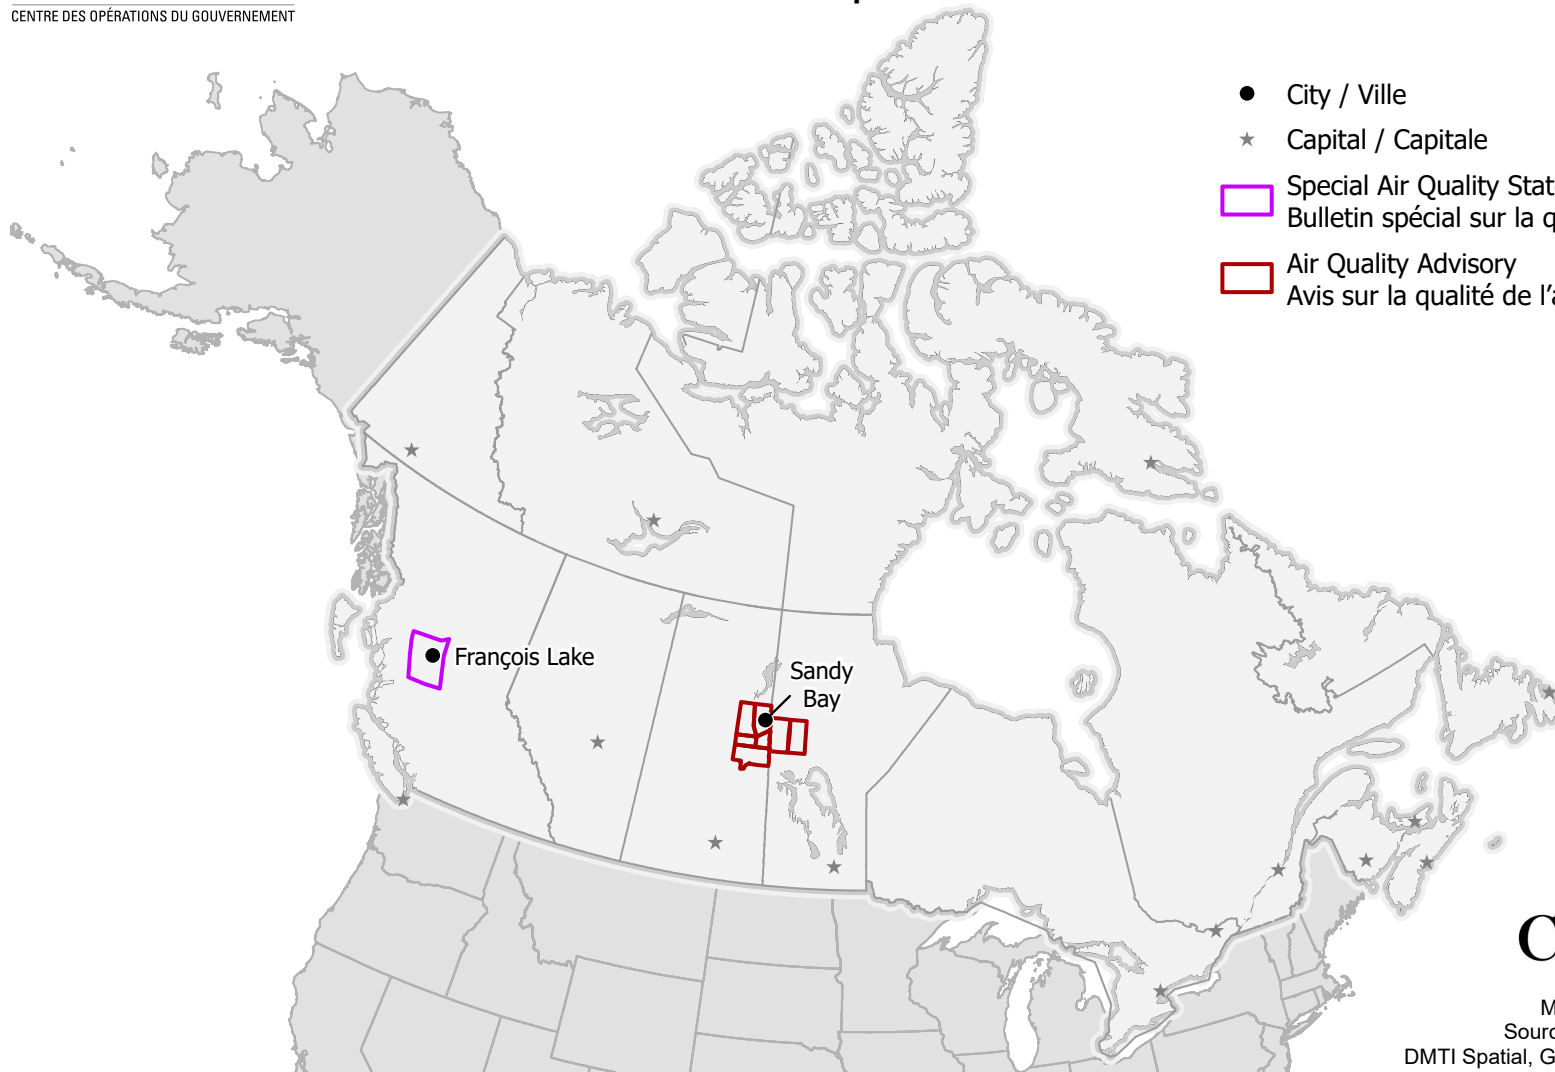 CENTRE DES OPÉRATIONS DU GOUVERNEMENT
City / Ville
Capital / Capitale
Special Air Quality Stat
Bulletin spécial sur la q
Air Quality Advisory
Avis sur la qualité de l'a
François Lake
Sandy
Bay
C
M
Sourc
DMTI Spatial, G